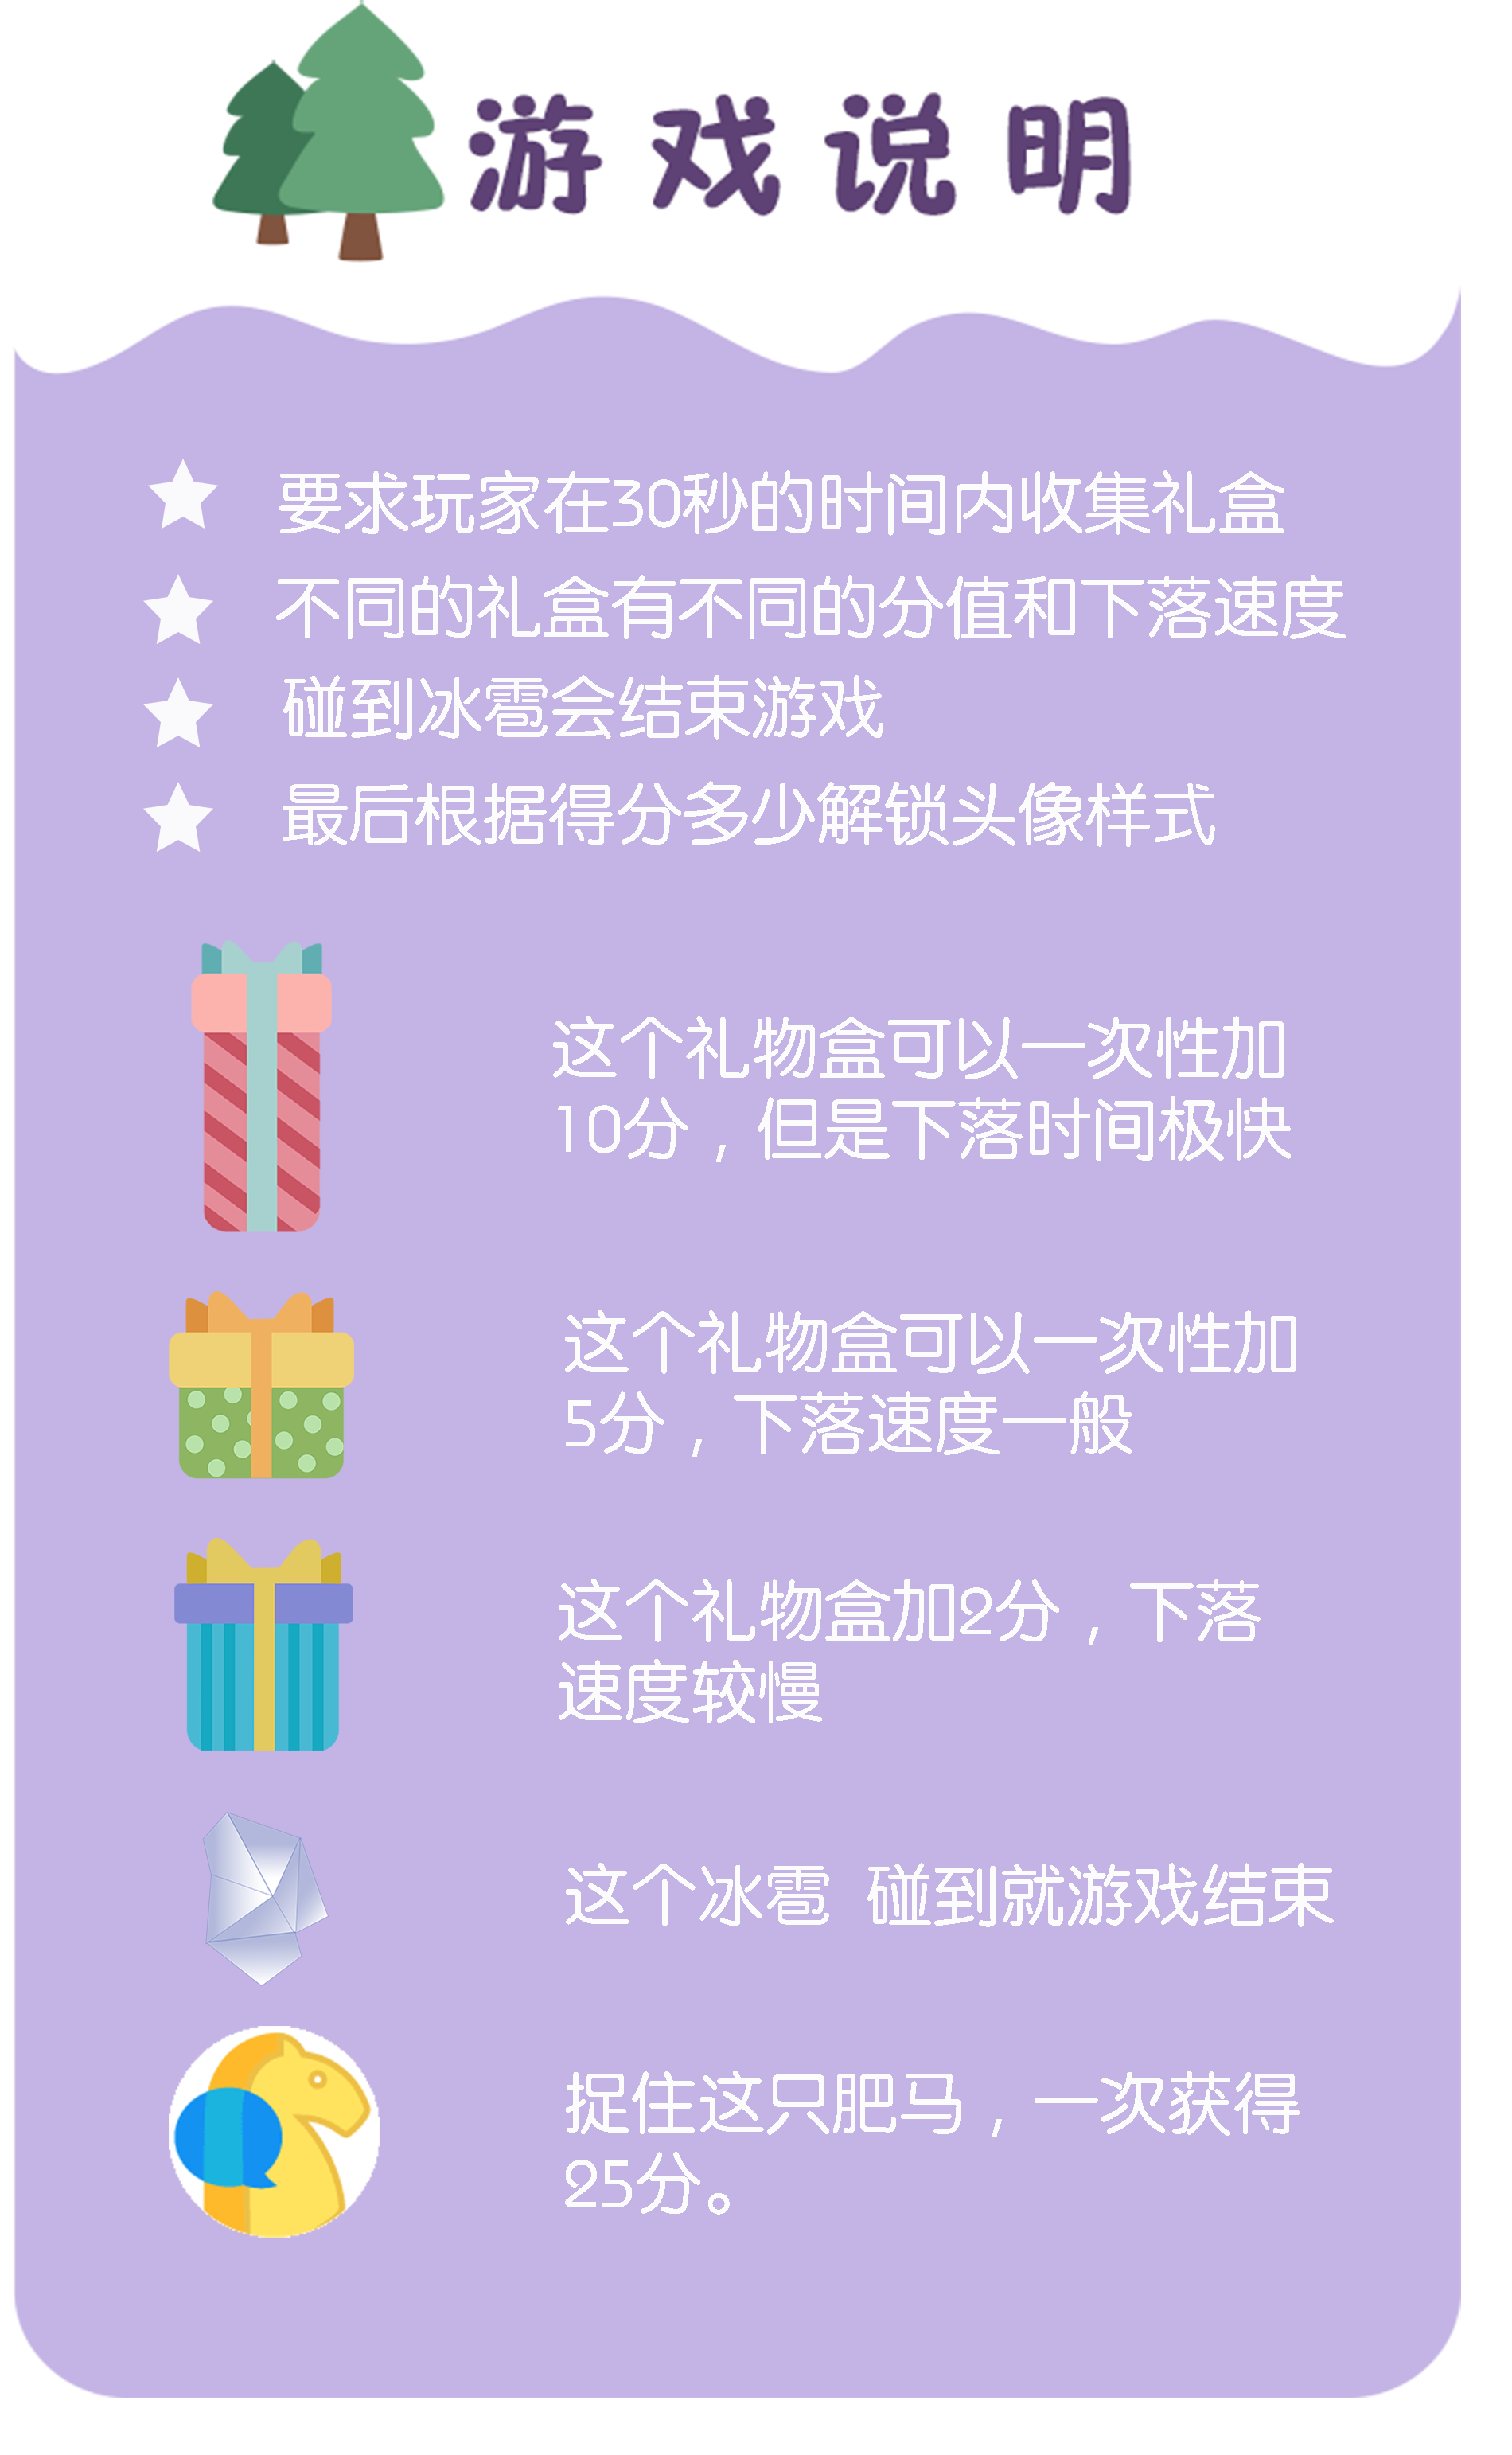 游戏说明
要求玩家在30秒的时间内收集礼盒
不同的礼盒有不同的分值和下落速度
碰到冰雹会结束游戏
最后根据得分多少解锁头像样式
这个礼物盒可以一次性加
10分，但是下落时间极快
这个礼物盒可以一次性加
5分，下落速度一般
这个礼物盒加2分，下落
速度较慢
这个冰雹 碰到就游戏结束
捉住这只肥马，一次获得
25分。